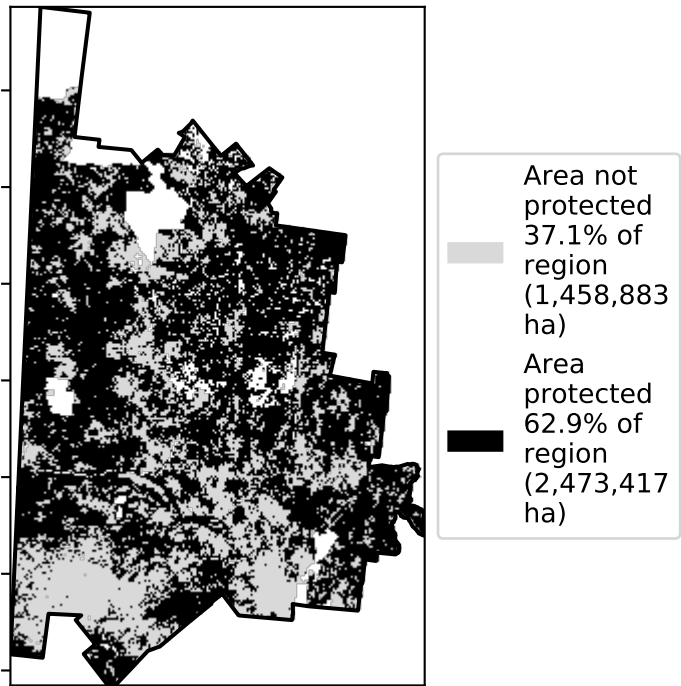 Area not
protected
37.1% of
region
(1,458,883
ha)
Area
protected
62.9% of
region
(2,473,417
ha)